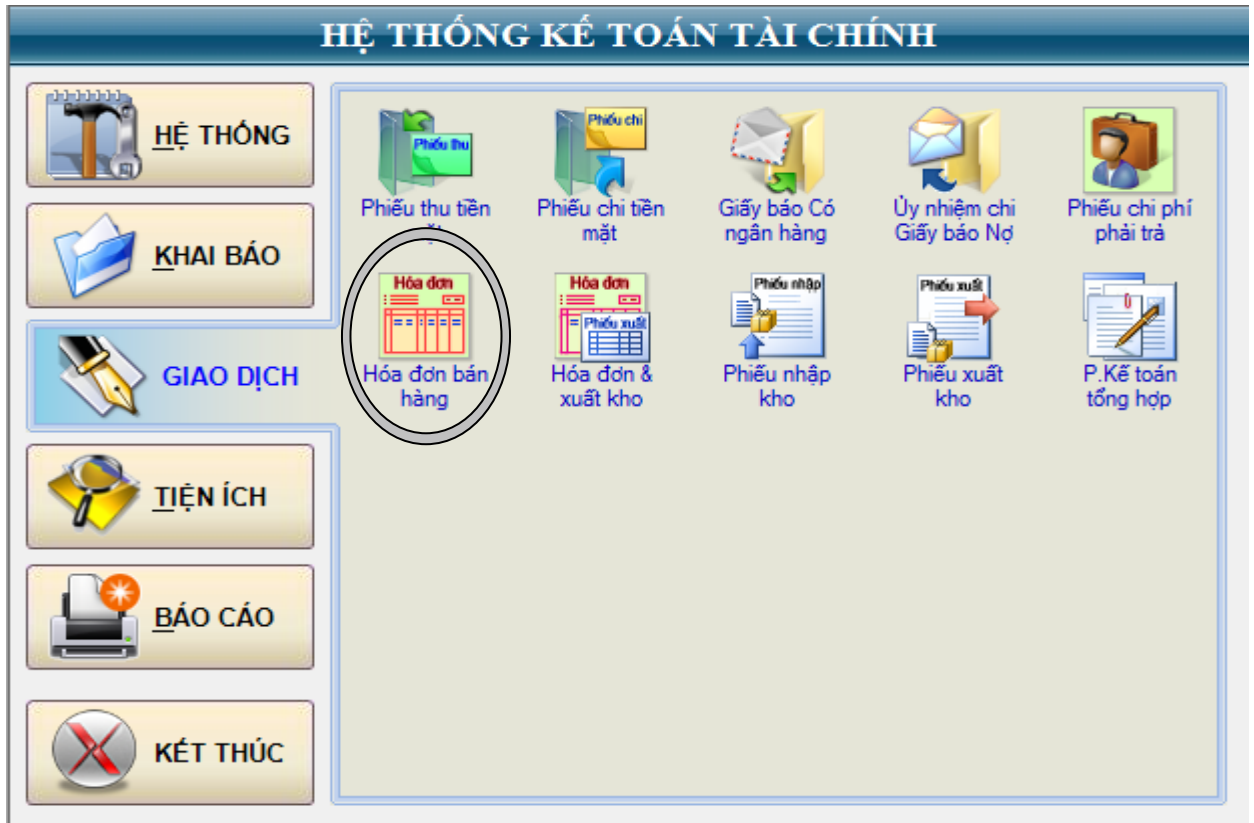 HỆ THỐNG KẾ TOÁN TÀI CHÍNH
HỆ THỐNG
KHAI BÁO
GIAO DỊCH
TIỆN ÍCH
BÁO CÁO
KẾT THÚC
Phiếu thu
Phiếu thu tiền
Phiếu chi
Phiếu chi tiền
mặt
Giấy báo Có
ngân hàng
Ủy nhiệm chi
Giấy báo Nợ
Phiếu chi phí
phải trả
Hóa đơn
Hóa đơn bán
hàng
Hóa đơn
Phiếu xuất
Hóa đơn &
xuất kho
Phiếu nhập
Phiếu nhập
kho
Phiếu xuất
Phiếu xuất
kho
P.Kế toán
tổng hợp